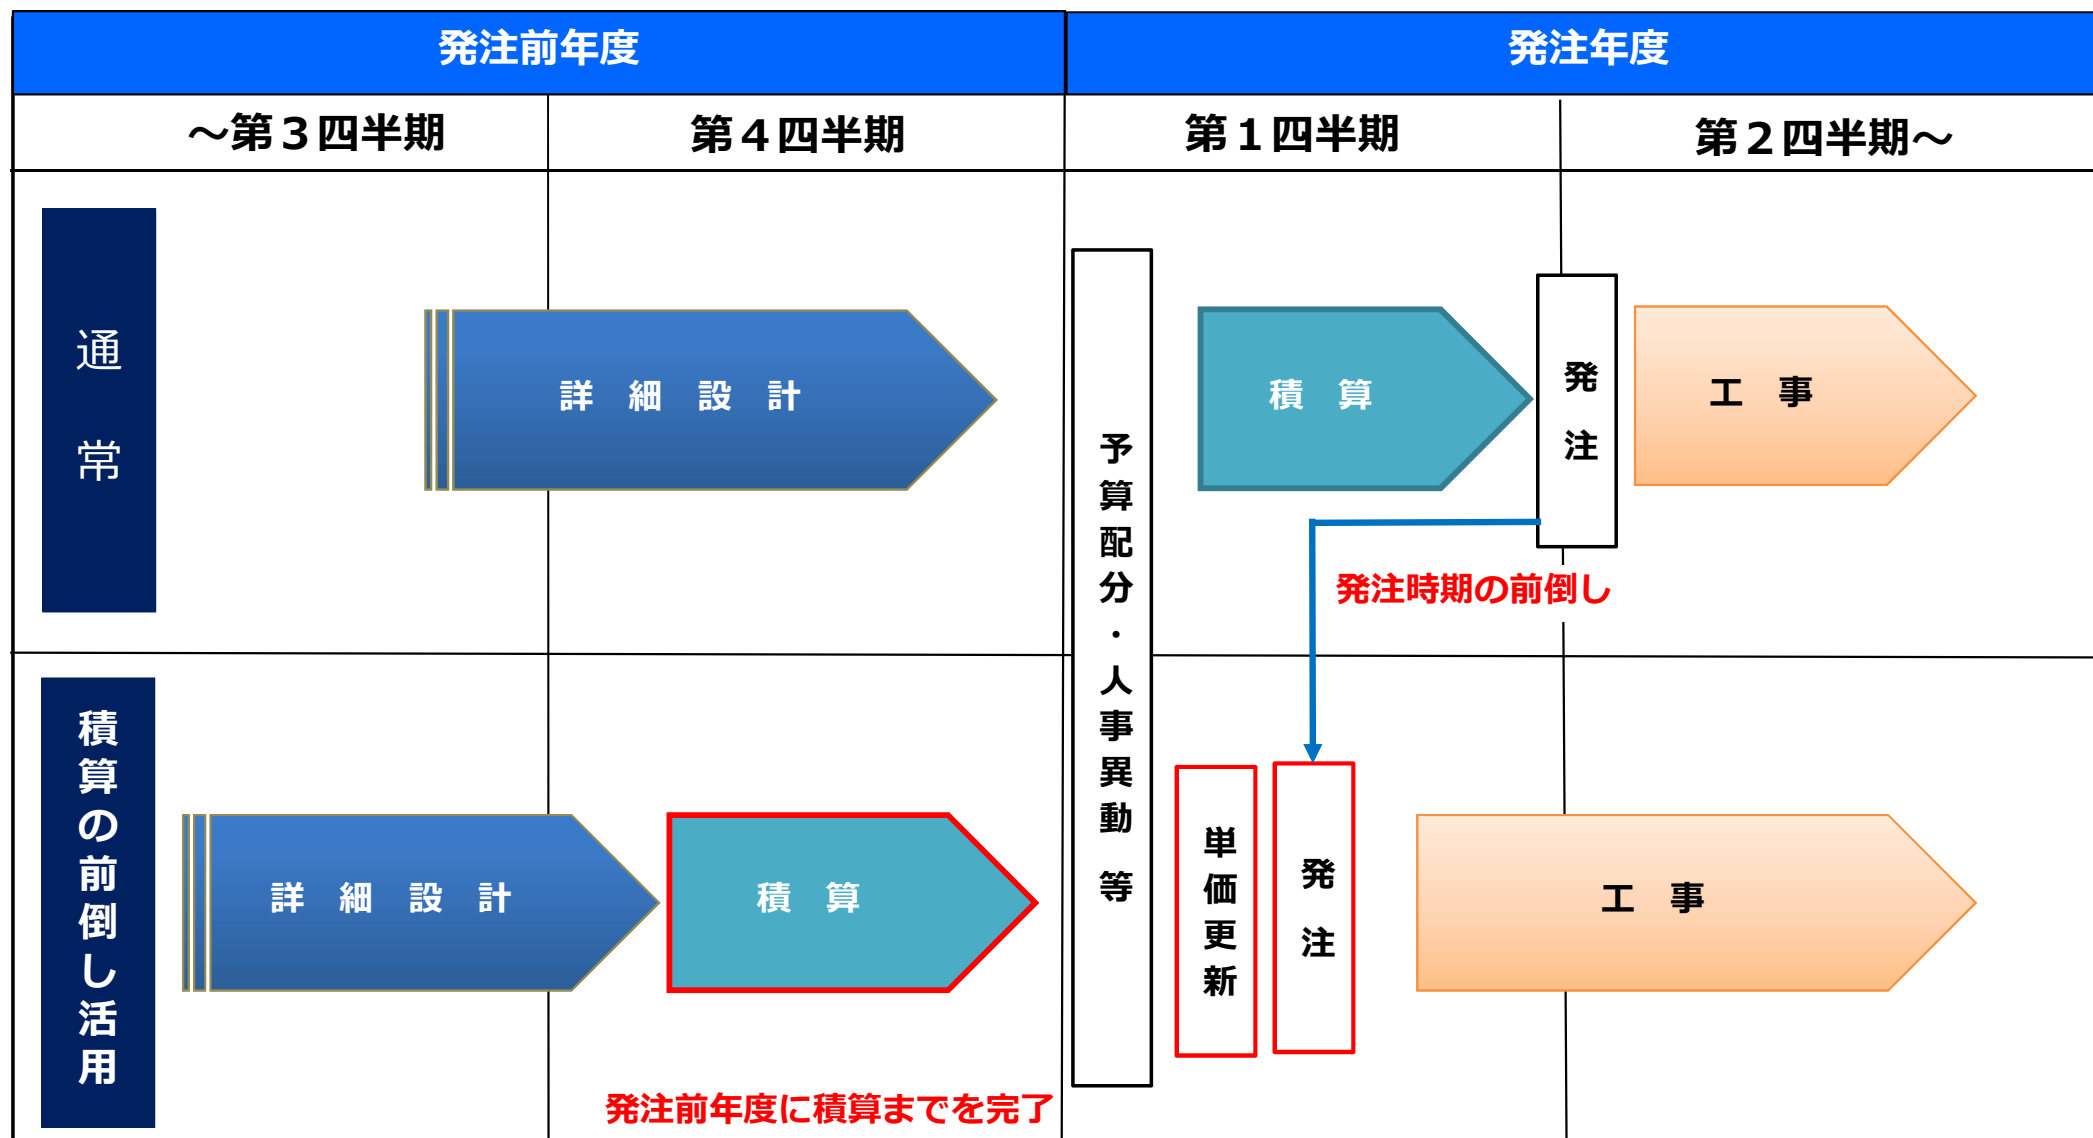 発注前年度
発注年度
～第３四半期
第４四半期
第１四半期
第２四半期～
通常
詳細設計
予算配分・人事異動 等
積算
発注
工事
発注時期の前倒し
積算の前倒し活用
詳細設計
積算
単価更新
発注
工事
発注前年度に積算までを完了